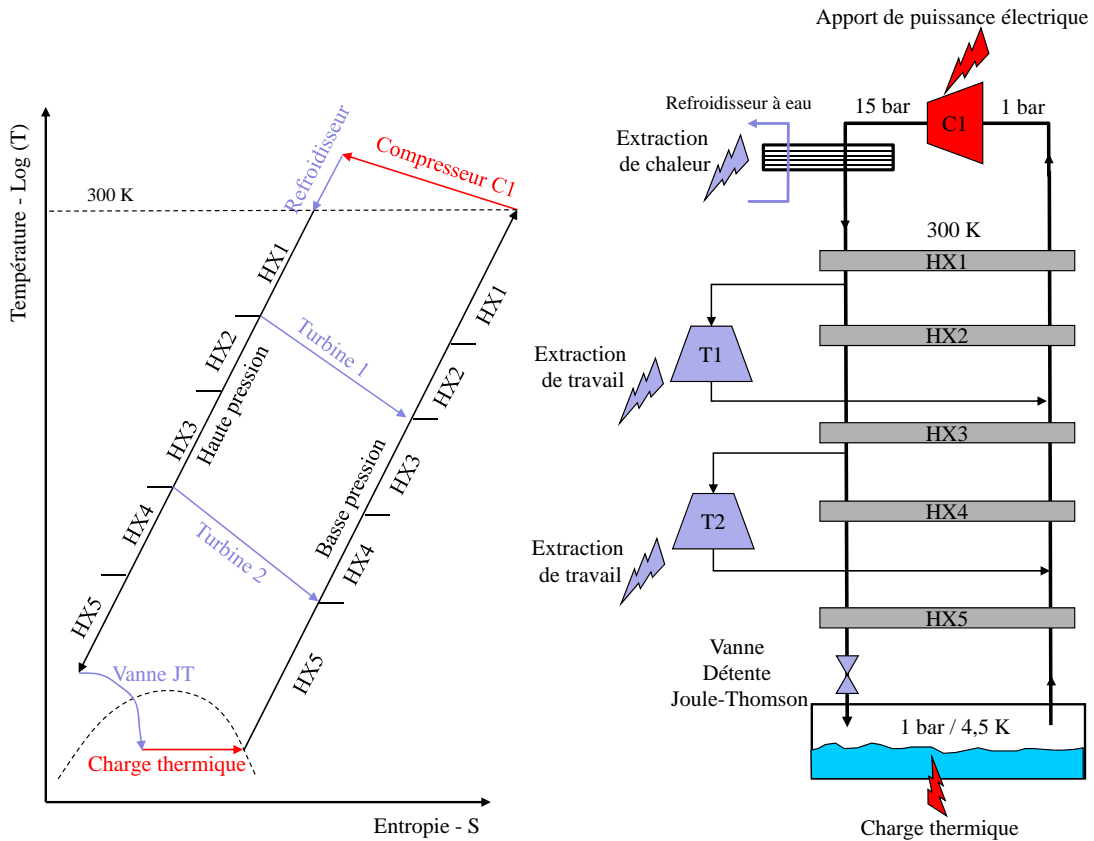 Température - Log (T)
300 K
Refroidisseur
Compresseur C1
HX1
HX2
HX3
HX4
HX5
Haute pression
Turbine 1
Turbine 2
HX1
HX2
HX3
HX4
HX5
Basse pression
Vanne JT
Charge thermique
Entropie - S
Apport de puissance électrique
Refroidisseur à eau
15 bar
C1
1 bar
Extraction
de chaleur
300 K
HX1
HX2
Extraction
de travail
T1
HX3
HX4
Extraction
de travail
T2
HX5
Vanne
Détente
Joule-Thomson
1 bar / 4,5 K
Charge thermique